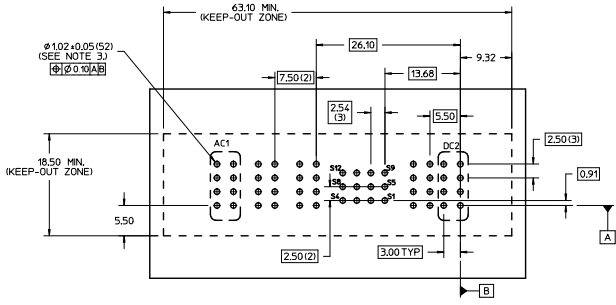 63.10 MIN.
(KEEP-OUT ZONE)
26.10
9.32
Ø1.02±0.05(52)
(SEE NOTE 3.)
⌖ Ø 0.10 A B
7.50(2)
13.68
2.54
(3)
5.50
AC1
DC2
2.50(3)
S12
S9
18.50 MIN.
(KEEP-OUT ZONE)
S8
S5
0.91
S4
S1
5.50
A
2.50(2)
3.00 TYP
B